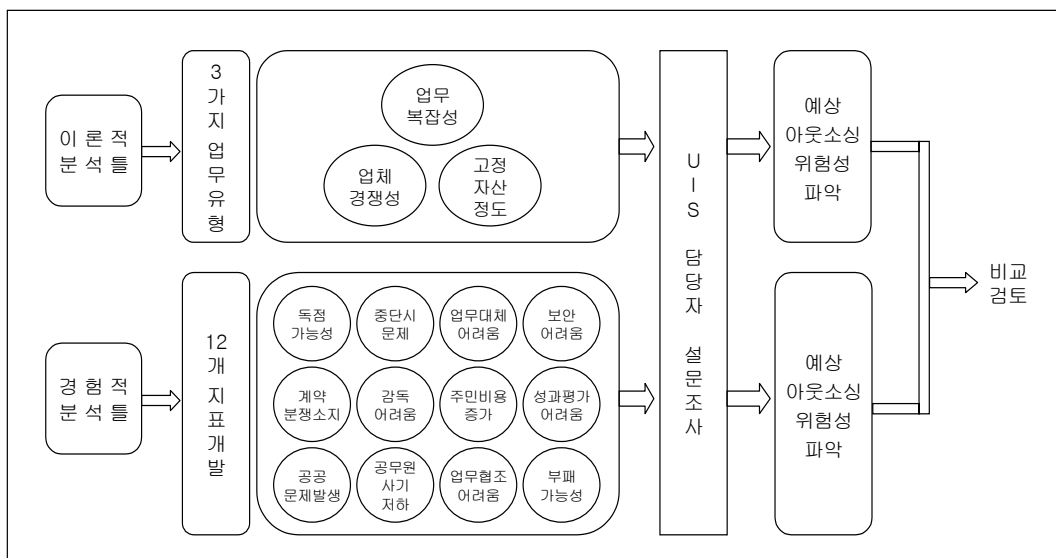 이 론 적
분 석 틀
3
가
지
업
무
유
형
업무
복잡성
업체
경쟁성
고정
자산
정도
경 험 적
분 석 틀
12
개
지
표
개
발
독점
가능성
중단시
문제
업무대체
어려움
보안
어려움
계약
분쟁소지
감독
어려움
주민비용
증가
성과평가
어려움
공공
문제발생
공무원
사기
저하
업무협조
어려움
부패
가능성
U
I
S
담
당
자
설
문
조
사
예상
아웃소싱
위험성
파악
예상
아웃소싱
위험성
파악
비교
검토